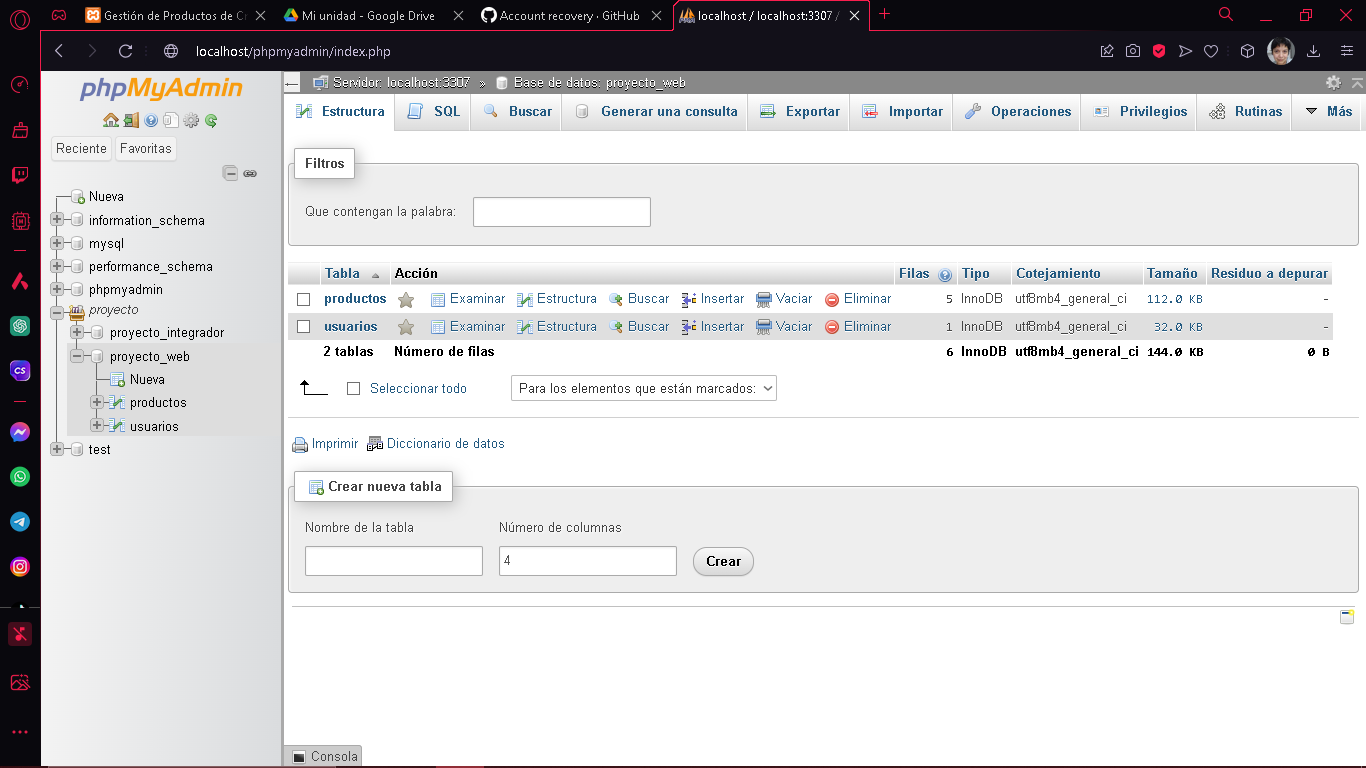 Gestión de Productos de Cr
Mi unidad - Google Drive
Account recovery · GitHub
localhost / localhost:3307 /
localhost/phpmyadmin/index.php
phpMyAdmin
Reciente
Favoritas
Nueva
information_schema
mysql
performance_schema
phpmyadmin
proyecto
proyecto_integrador
proyecto_web
Nueva
productos
usuarios
test
Servidor: localhost:3307 » Base de datos: proyecto_web
Estructura SQL Buscar Generar una consulta Exportar Importar Operaciones Privilegios Rutinas Más
Filtros
Que contengan la palabra:
Tabla Acción Filas Tipo Cotejamiento Tamaño Residuo a depurar
productos Examinar Estructura Buscar Insertar Vaciar Eliminar 5 InnoDB utf8mb4_general_ci 112.0 KB -
usuarios Examinar Estructura Buscar Insertar Vaciar Eliminar 1 InnoDB utf8mb4_general_ci 32.0 KB -
2 tablas Número de filas 6 InnoDB utf8mb4_general_ci 144.0 KB 0 B
Seleccionar todo Para los elementos que están marcados:
Imprimir Diccionario de datos
Crear nueva tabla
Nombre de la tabla Número de columnas
4 Crear
Consola